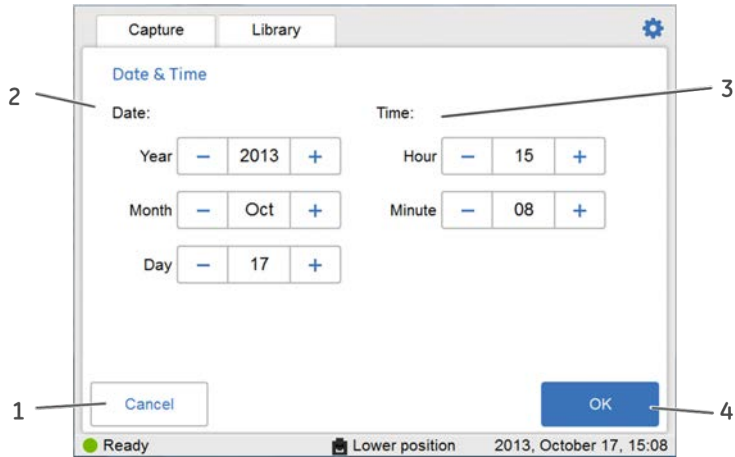 Capture Library
Date & Time
2 3
Date: Time:
Year − 2013 + Hour − 15 +
Month − Oct + Minute − 08 +
Day − 17 +
1 Cancel OK 4
Ready Lower position 2013, October 17, 15:08